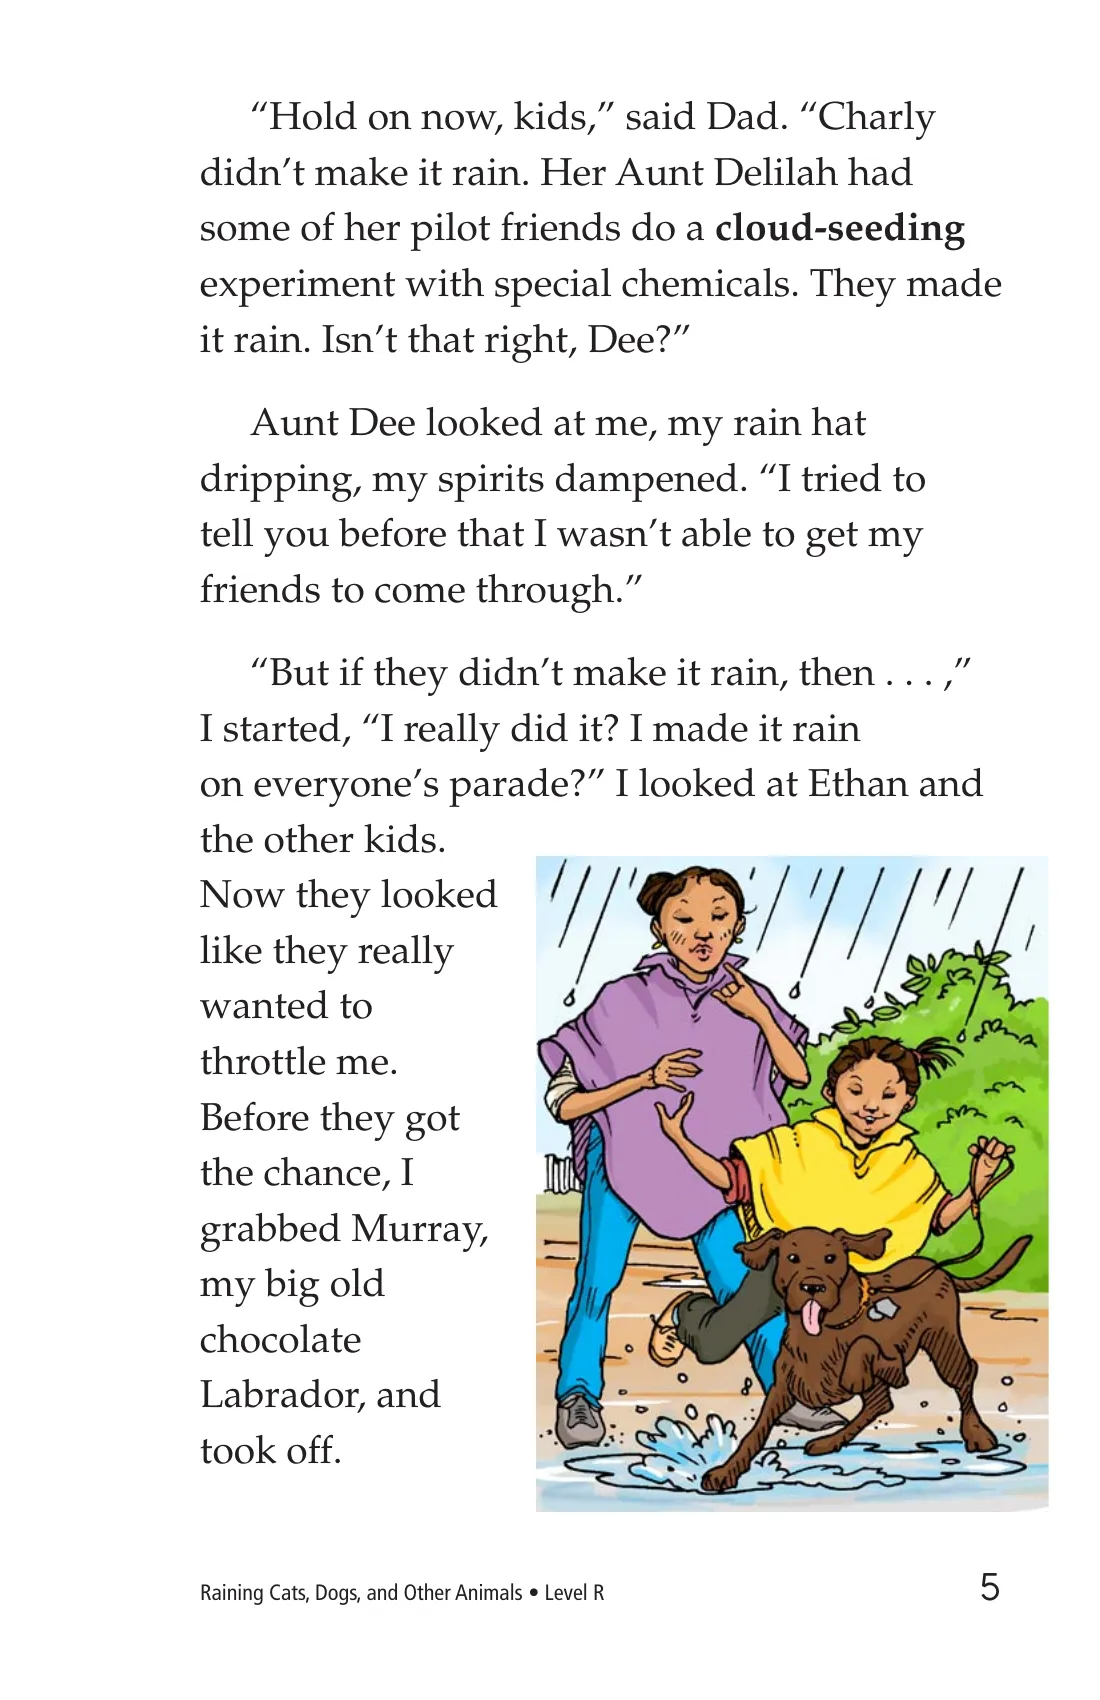 “Hold on now, kids,” said Dad. “Charly
didn’t make it rain. Her Aunt Delilah had
some of her pilot friends do a cloud-seeding
experiment with special chemicals. They made
it rain. Isn’t that right, Dee?”
Aunt Dee looked at me, my rain hat
dripping, my spirits dampened. “I tried to
tell you before that I wasn’t able to get my
friends to come through.”
“But if they didn’t make it rain, then . . . ,”
I started, “I really did it? I made it rain
on everyone’s parade?” I looked at Ethan and
the other kids.
Now they looked
like they really
wanted to
throttle me.
Before they got
the chance, I
grabbed Murray,
my big old
chocolate
Labrador, and
took off.
Raining Cats, Dogs, and Other Animals • Level R
5